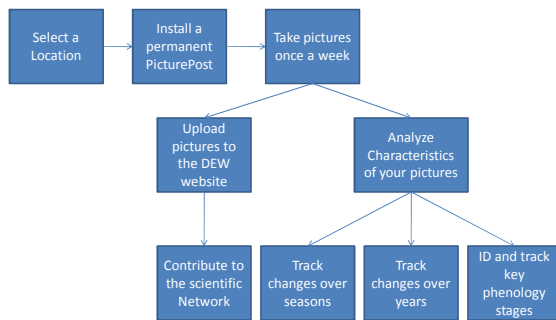 Select a
Location
Install a
permanent
PicturePost
Take pictures
once a week
Upload
pictures to
the DEW
website
Analyze
Characteristics
of your pictures
Contribute to
the scientific
Network
Track
changes over
seasons
Track
changes over
years
ID and track
key
phenology
stages